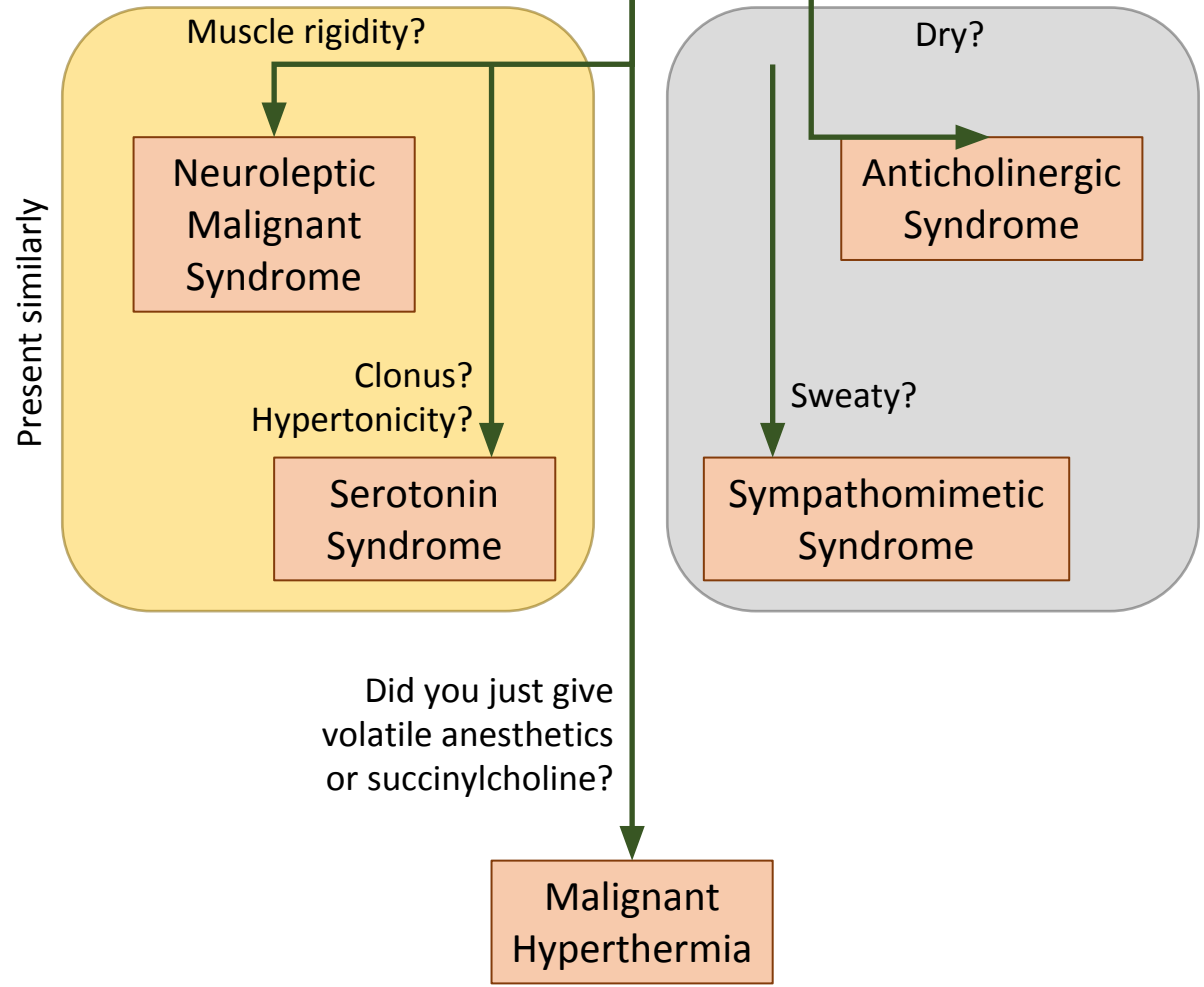 Muscle rigidity?
Dry?
Neuroleptic
Malignant
Syndrome
Anticholinergic
Syndrome
Present similarly
Clonus?
Hypertonicity?
Sweaty?
Serotonin
Syndrome
Sympathomimetic
Syndrome
Did you just give
volatile anesthetics
or succinylcholine?
Malignant
Hyperthermia